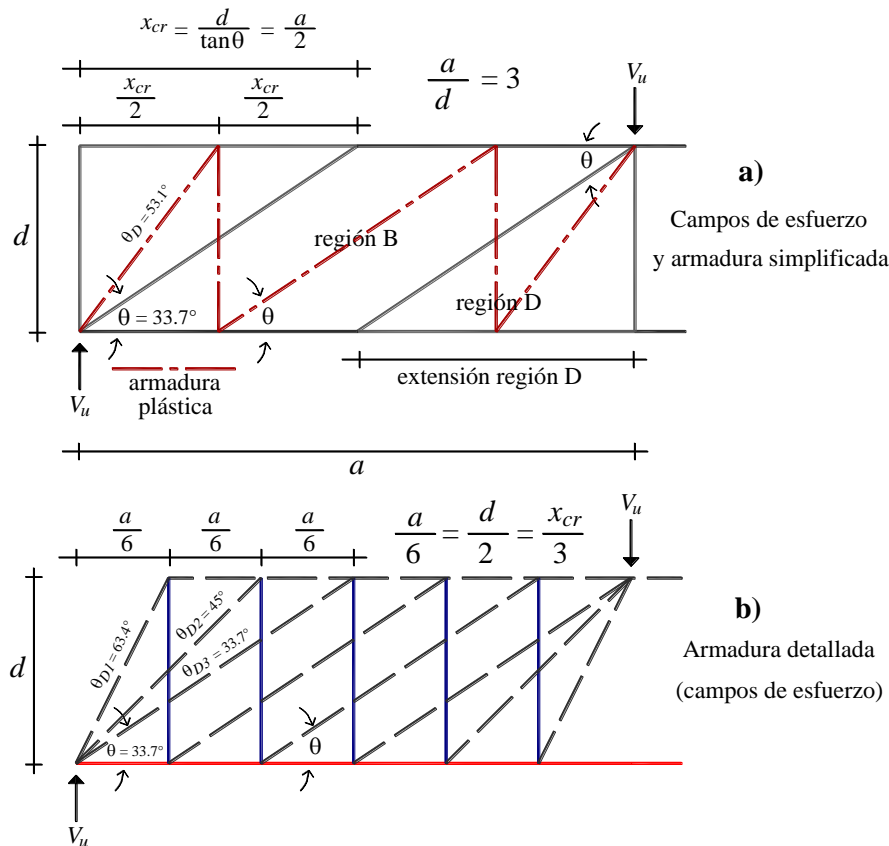 x_cr = d/tanθ = a/2
x_cr/2 x_cr/2
a/d = 3
V_u
d
θ_D = 53.1°
θ
región B
región D
θ = 33.7°
θ
a)
Campos de esfuerzo
y armadura simplificada
V_u
armadura
plástica
extensión región D
a
a/6 a/6 a/6
a/6 = d/2 = x_cr/3
V_u
d
θ_D1 = 63.4°
θ_D2 = 45°
θ_D3 = 33.7°
θ = 33.7°
θ
b)
Armadura detallada
(campos de esfuerzo)
V_u